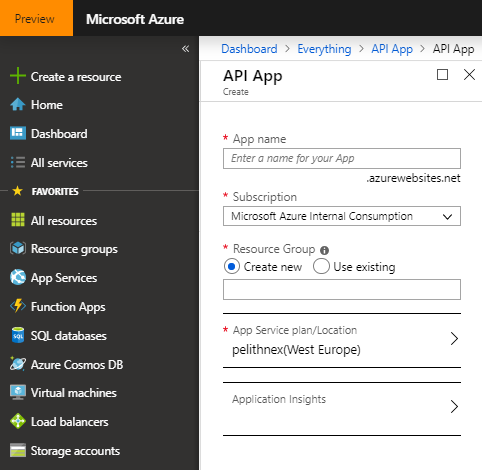 Preview
Microsoft Azure
«
Dashboard > Everything > API App > API App
Create a resource
Home
Dashboard
All services
FAVORITES
All resources
Resource groups
App Services
Function Apps
SQL databases
Azure Cosmos DB
Virtual machines
Load balancers
Storage accounts
API App
Create
* App name
Enter a name for your App
.azurewebsites.net
* Subscription
Microsoft Azure Internal Consumption
* Resource Group
Create new Use existing
* App Service plan/Location
pelithnex(West Europe)
Application Insights